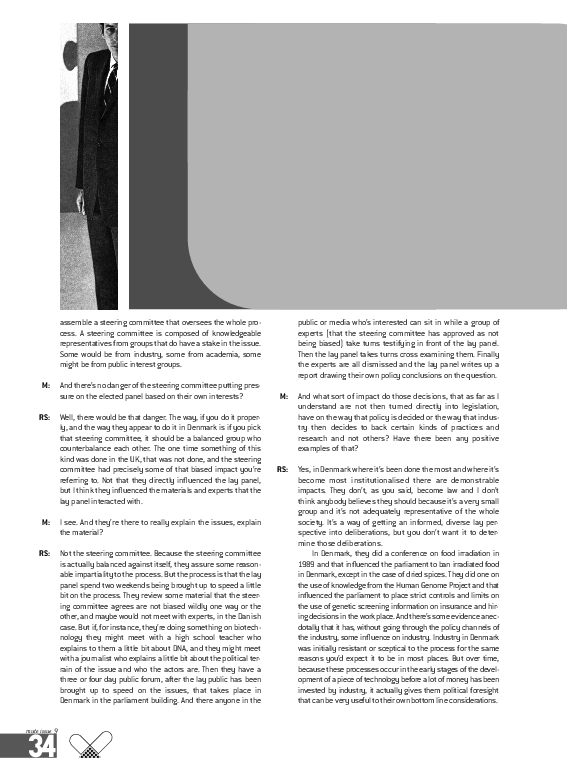 assemble a steering committee that oversees the whole pro-
cess. A steering committee is composed of knowledgeable
representatives from groups that do have a stake in the issue.
Some would be from industry, some from academia, some
might be from public interest groups.
M: And there's no danger of the steering committee putting pres-
sure on the elected panel based on their own interests?
RS: Well, there would be that danger. The way, if you do it proper-
ly, and the way they appear to do it in Denmark is if you pick
that steering committee, it should be a balanced group who
counterbalance each other. The one time something of this
kind was done in the UK, that was not done, and the steering
committee had precisely some of that biased impact you're
referring to. Not that they directly influenced the lay panel,
but I think they influenced the materials and experts that the
lay panel interacted with.
M: I see. And they're there to really explain the issues, explain
the material?
RS: Not the steering committee. Because the steering committee
is actually balanced against itself, they assure some reason-
able impartiality to the process. But the process is that the lay
panel spend two weekends being brought up to speed a little
bit on the process. They review some material that the steer-
ing committee agrees are not biased wildly one way or the
other, and maybe would not meet with experts, in the Danish
case. But if, for instance, they're doing something on biotech-
nology they might meet with a high school teacher who
explains to them a little bit about DNA, and they might meet
with a journalist who explains a little bit about the political ter-
rain of the issue and who the actors are. Then they have a
three or four day public forum, after the lay public has been
brought up to speed on the issues, that takes place in
Denmark in the parliament building. And there anyone in the
public or media who's interested can sit in while a group of
experts [that the steering committee has approved as not
being biased] take turns testifying in front of the lay panel.
Then the lay panel takes turns cross examining them. Finally
the experts are all dismissed and the lay panel writes up a
report drawing their own policy conclusions on the question.
M: And what sort of impact do those decisions, that as far as I
understand are not then turned directly into legislation,
have on the way that policy is decided or the way that indus-
try then decides to back certain kinds of practices and
research and not others? Have there been any positive
examples of that?
RS: Yes, in Denmark where it's been done the most and where it's
become most institutionalised there are demonstrable
impacts. They don't, as you said, become law and I don't
think anybody believes they should because it's a very small
group and it's not adequately representative of the whole
society. It's a way of getting an informed, diverse lay per-
spective into deliberations, but you don't want it to deter-
mine those deliberations.
In Denmark, they did a conference on food irradiation in
1989 and that influenced the parliament to ban irradiated food
in Denmark, except in the case of dried spices. They did one on
the use of knowledge from the Human Genome Project and that
influenced the parliament to place strict controls and limits on
the use of genetic screening information on insurance and hir-
ing decisions in the work place. And there's some evidence anec-
dotally that it has, without going through the policy channels of
the industry, some influence on industry. Industry in Denmark
was initially resistant or sceptical to the process for the same
reasons you'd expect it to be in most places. But over time,
because these processes occur in the early stages of the devel-
opment of a piece of technology before a lot of money has been
invested by industry, it actually gives them political foresight
that can be very useful to their own bottom line considerations.
mute issue 9
34